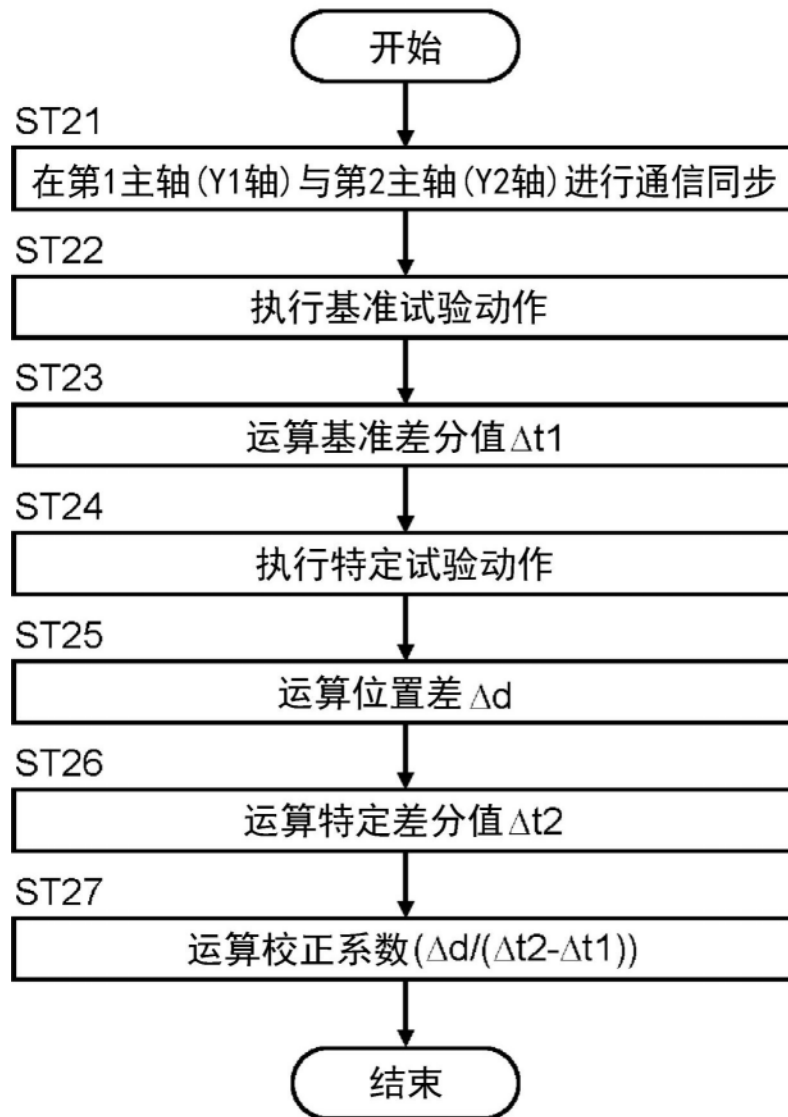 开始
ST21
在第1主轴(Y1轴)与第2主轴(Y2轴)进行通信同步
ST22
执行基准试验动作
ST23
运算基准差分值Δt1
ST24
执行特定试验动作
ST25
运算位置差Δd
ST26
运算特定差分值Δt2
ST27
运算校正系数(Δd/(Δt2-Δt1))
结束